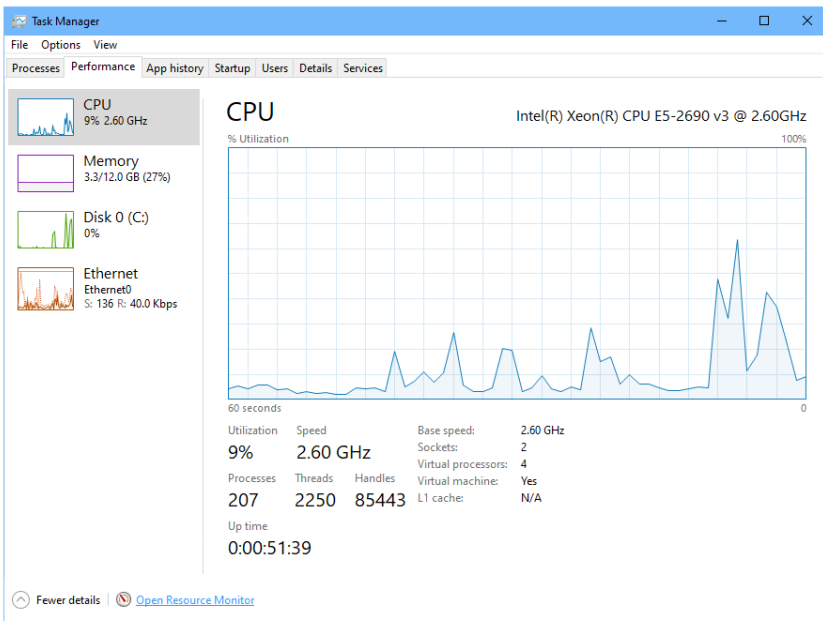 Task Manager
File Options View
Processes Performance App history Startup Users Details Services
CPU
9% 2.60 GHz
Memory
3.3/12.0 GB (27%)
Disk 0 (C:)
0%
Ethernet
Ethernet0
S: 136 R: 40.0 Kbps
CPU Intel(R) Xeon(R) CPU E5-2690 v3 @ 2.60GHz
% Utilization 100%
60 seconds 0
Utilization Speed
9% 2.60 GHz
Processes Threads Handles
207 2250 85443
Up time
0:00:51:39
Base speed: 2.60 GHz
Sockets: 2
Virtual processors: 4
Virtual machine: Yes
L1 cache: N/A
Fewer details Open Resource Monitor